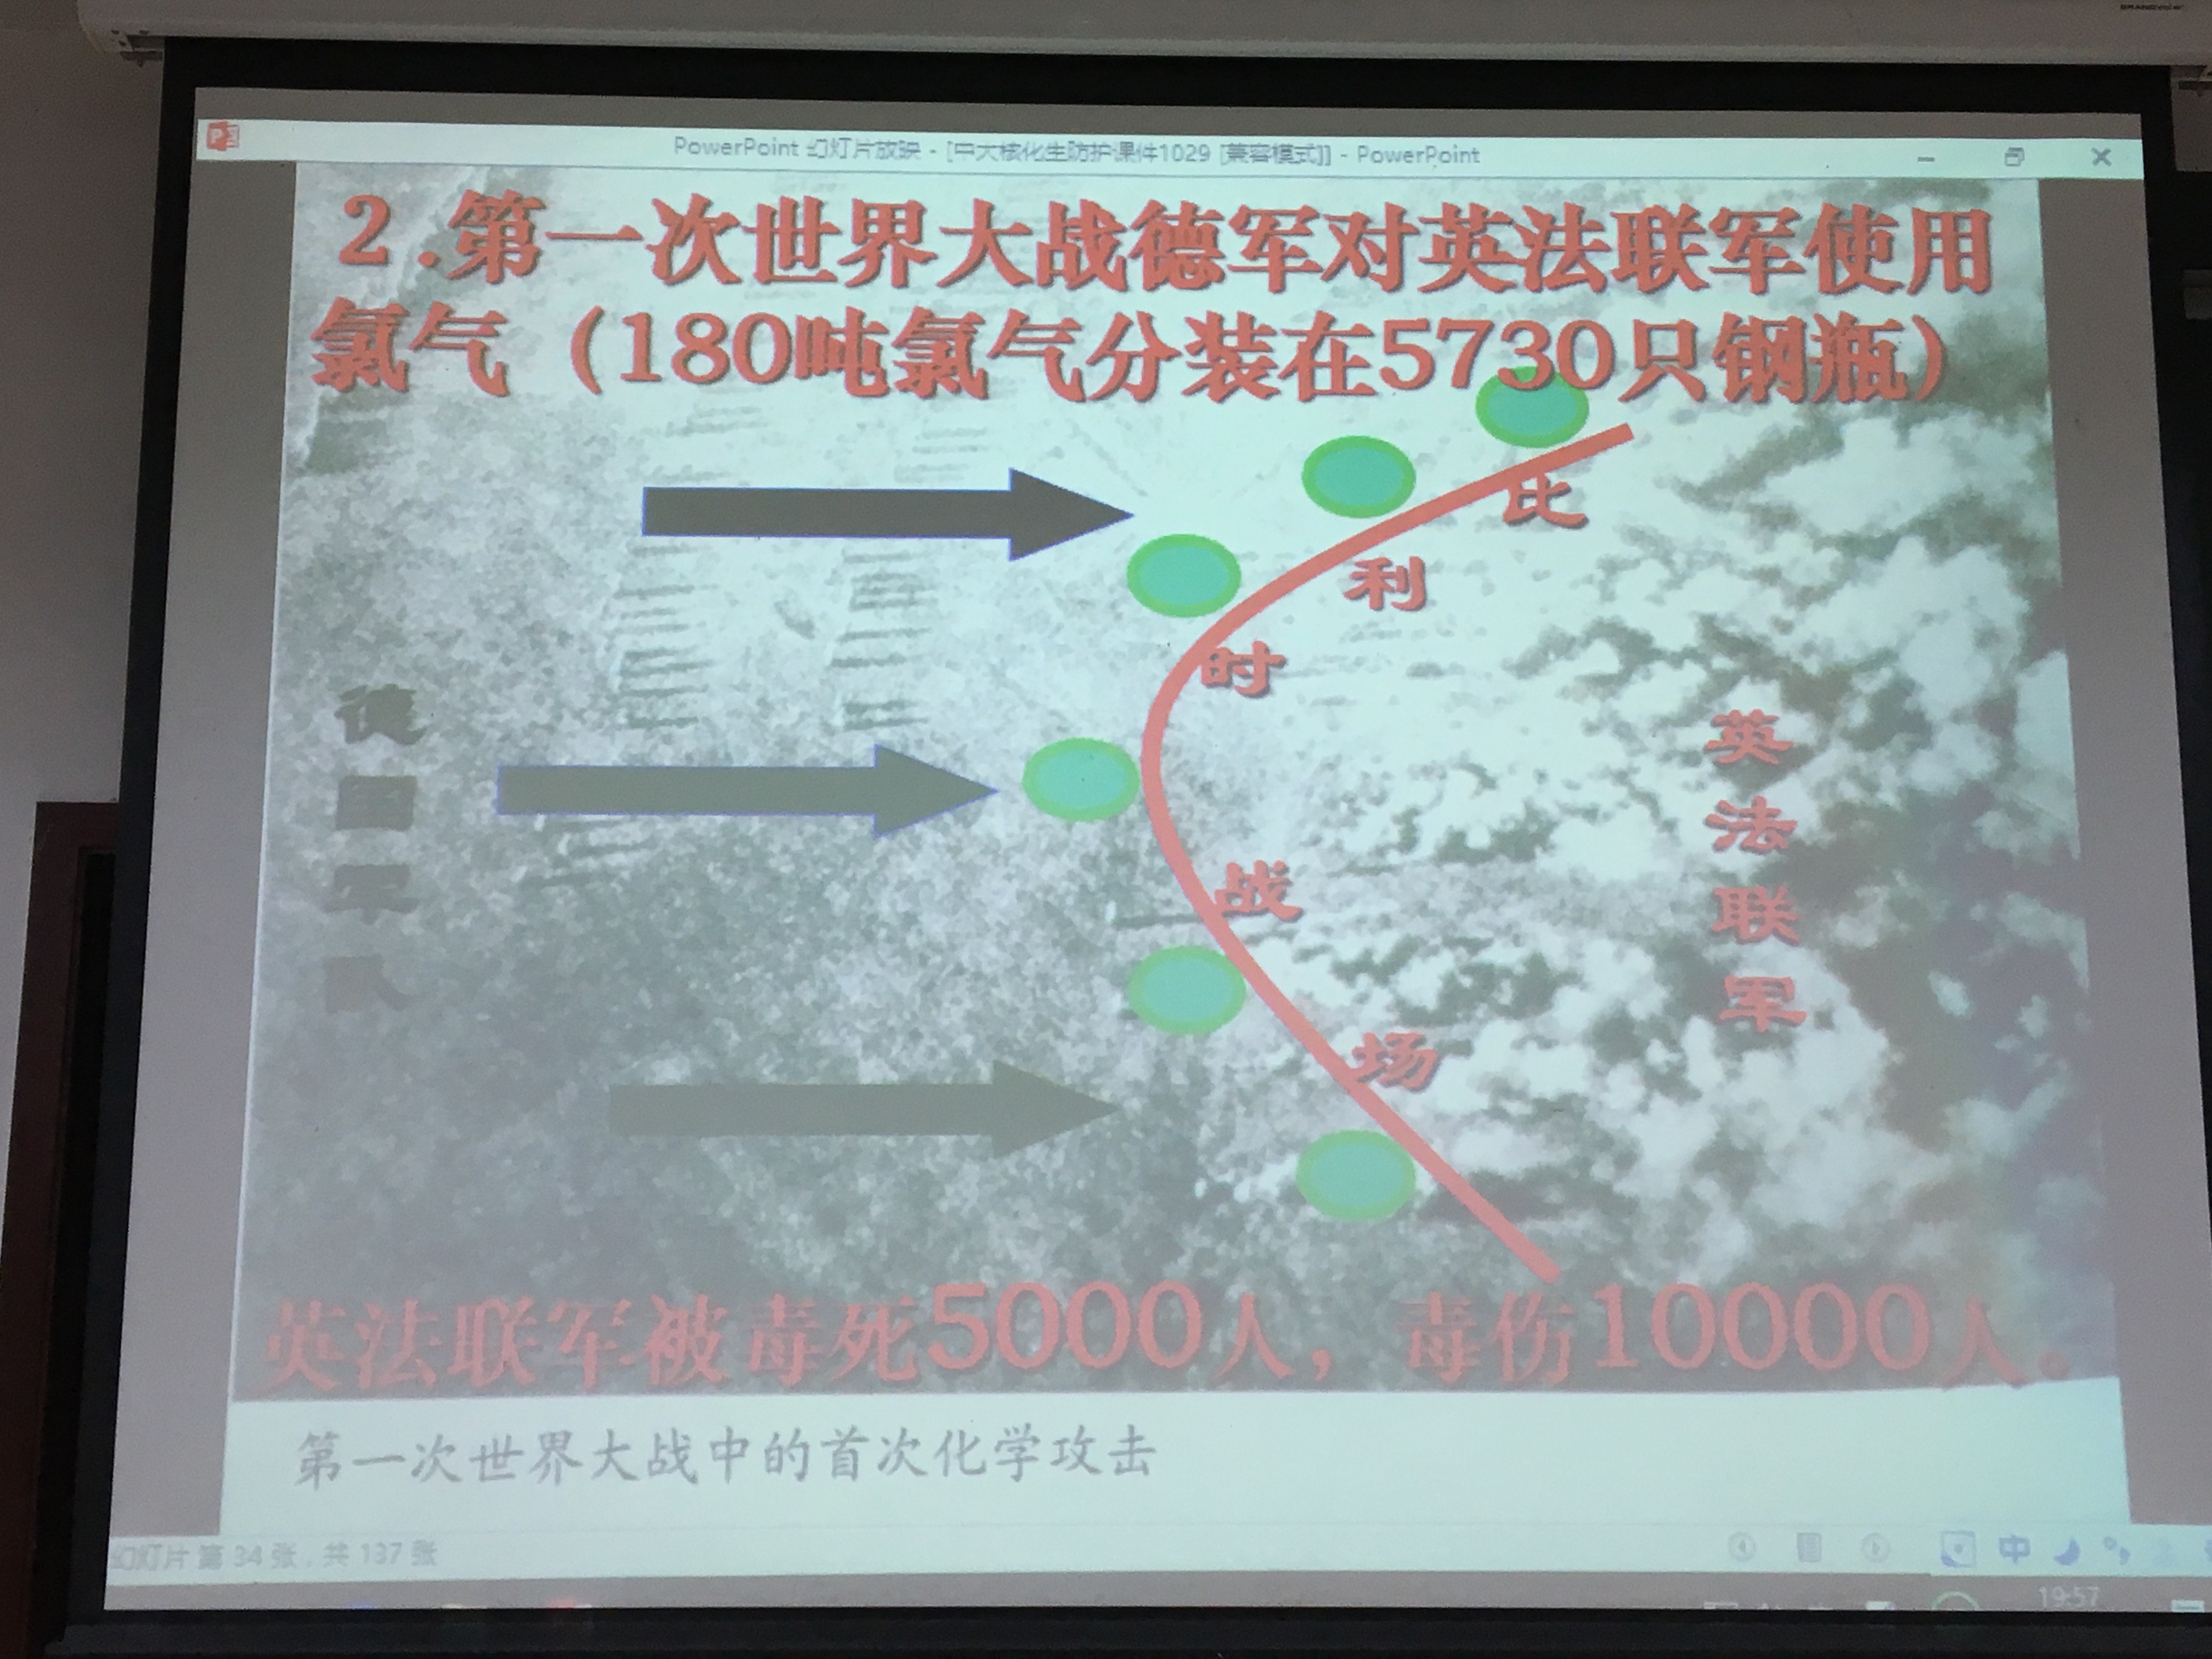 PowerPoint 幻灯片放映 - [中大核化生防护课件1029 [兼容模式]] - PowerPoint
2.第一次世界大战德军对英法联军使用
氯气（180吨氯气分装在5730只钢瓶）
比利时战场
德国军队
英法联军
英法联军被毒死5000人，毒伤10000人。
第一次世界大战中的首次化学攻击
幻灯片 第 34 张，共 137 张
中
19:57